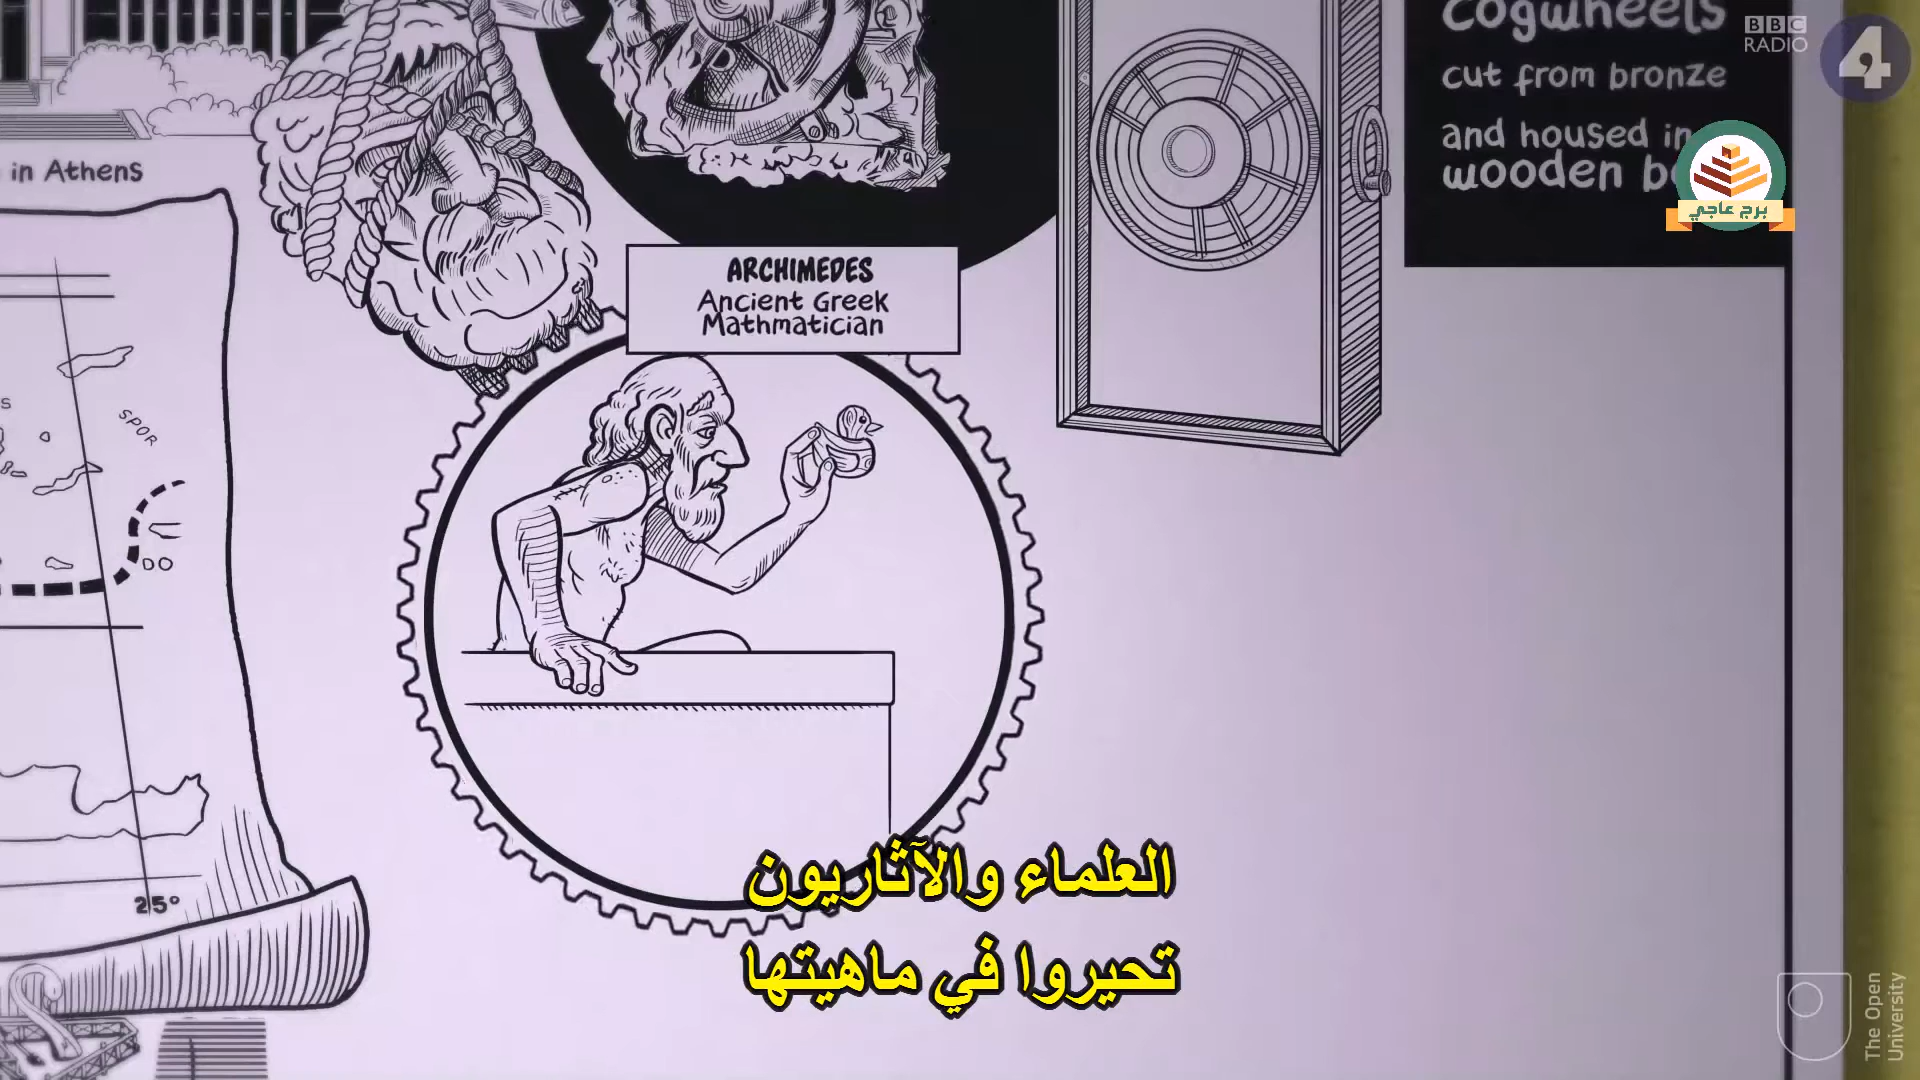 cogwheels
cut from bronze
and housed in
wooden
BBC
RADIO
4
برج عاجي
in Athens
ARCHIMEDES
Ancient Greek
Mathmatician
SPOR
25°
العلماء والآثاريون
تحيروا في ماهيتها
The Open
University